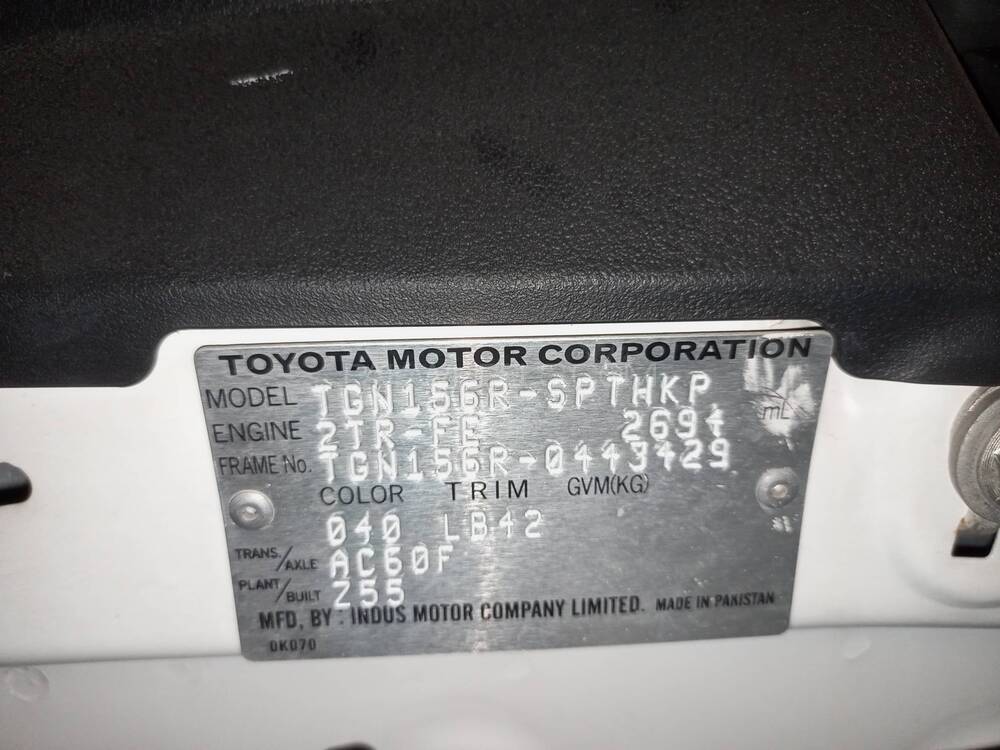 TOYOTA MOTOR CORPORATION
MODEL TGN156R-SPTHKP
ENGINE 2TR-FE 2694 mL
FRAME No. TGN156R-0443429
COLOR TRIM GVM(KG)
040 LB42
TRANS./AXLE AC60F
PLANT/BUILT Z55
MFD, BY : INDUS MOTOR COMPANY LIMITED. MADE IN PAKISTAN
0K070